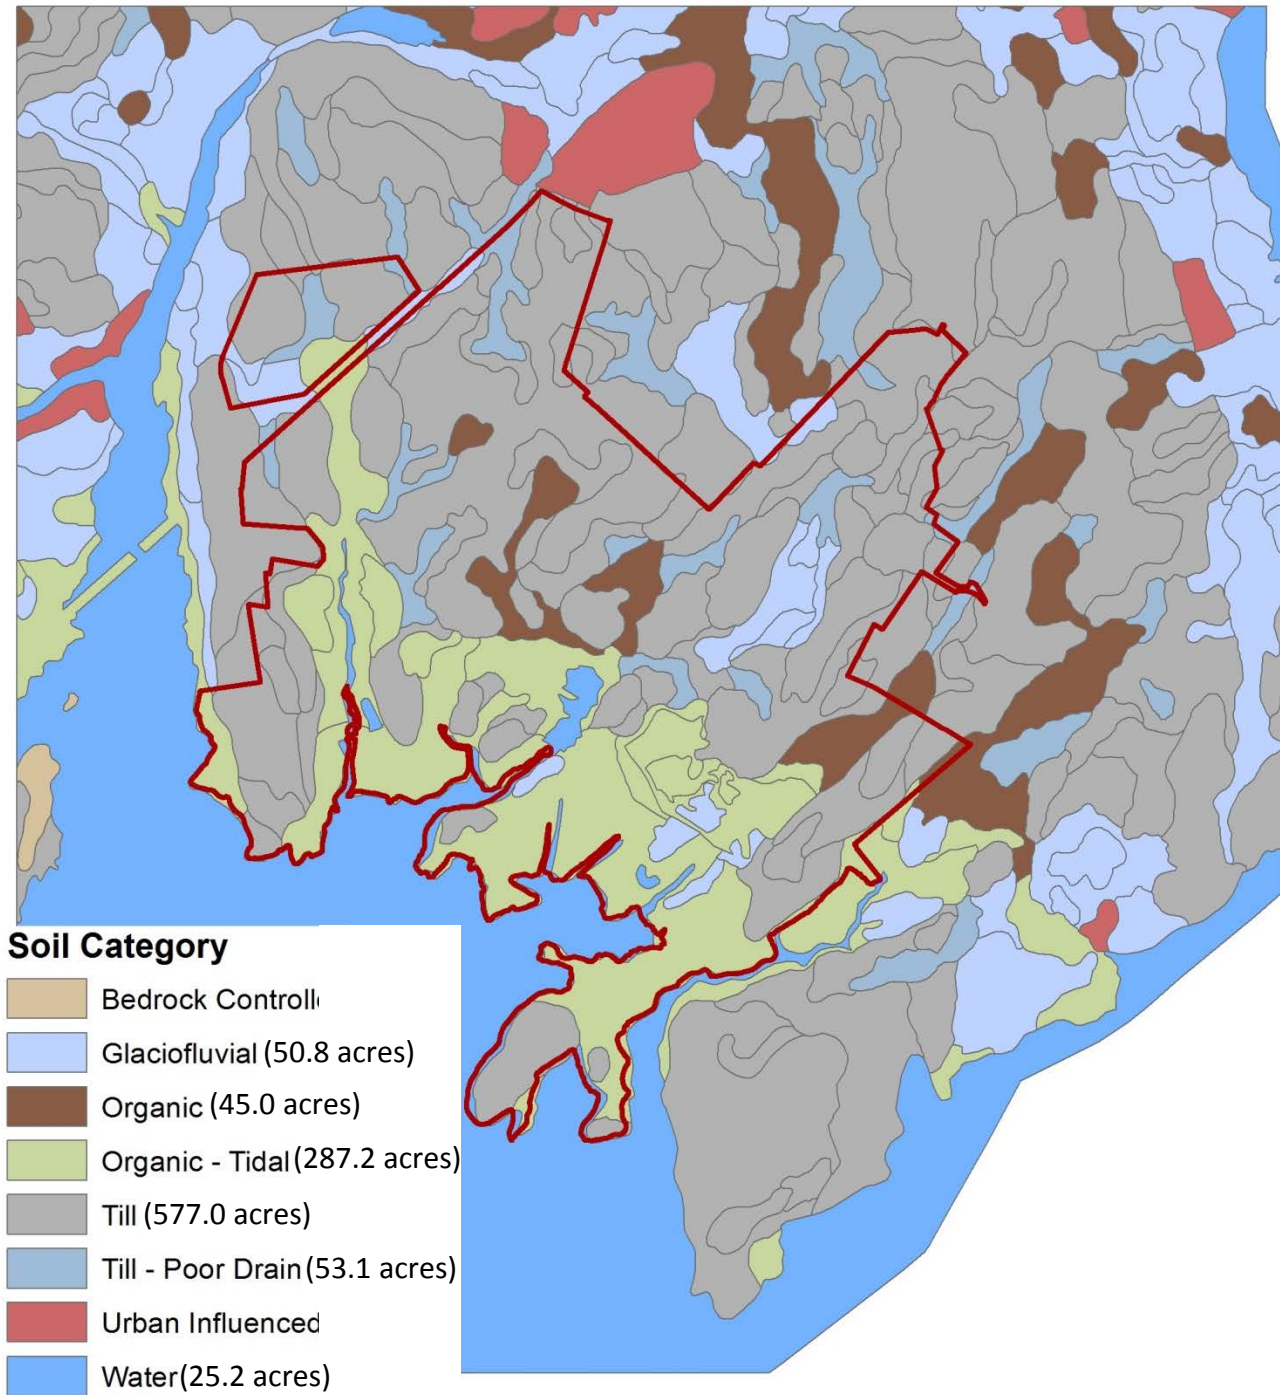 Soil Category
Bedrock Controll
Glaciofluvial (50.8 acres)
Organic (45.0 acres)
Organic - Tidal (287.2 acres)
Till (577.0 acres)
Till - Poor Drain (53.1 acres)
Urban Influenced
Water (25.2 acres)